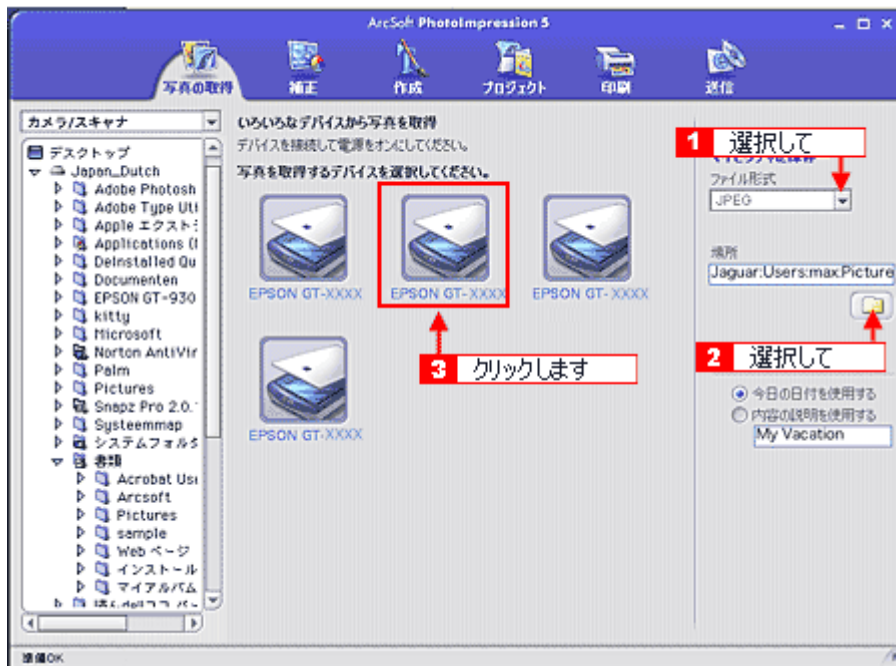 ArcSoft PhotoImpression 5
写真の取得
補正
作成
プロジェクト
印刷
送信
カメラ/スキャナ
デスクトップ
Japan_Dutch
Adobe Photosh
Adobe Type Uti
Apple エクストラ
Applications (
DeInstalled Qu
Documenten
EPSON GT-930
kitty
Microsoft
Norton AntiVir
Palm
Pictures
Snapz Pro 2.0.
Systeemmap
システムフォルダ
書類
Acrobat Usi
Arcsoft
Pictures
sample
Web ページ
インストール
マイアルバム
いろいろなデバイスから写真を取得
デバイスを接続して電源をオンにしてください。
写真を取得するデバイスを選択してください。
EPSON GT-XXXX
EPSON GT-XXXX
EPSON GT-XXXX
EPSON GT-XXXX
3 クリックします
1 選択して
ファイル形式
JPEG
場所
Jaguar:Users:max:Picture
2 選択して
今日の日付を使用する
内容の説明を使用する
My Vacation
準備OK